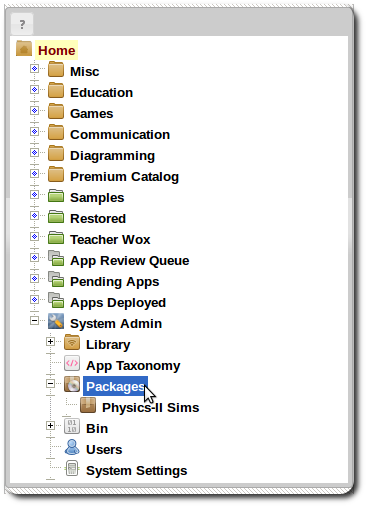 ?
Home
Misc
Education
Games
Communication
Diagramming
Premium Catalog
Samples
Restored
Teacher Wox
App Review Queue
Pending Apps
Apps Deployed
System Admin
Library
App Taxonomy
Packages
Physics-II Sims
Bin
Users
System Settings